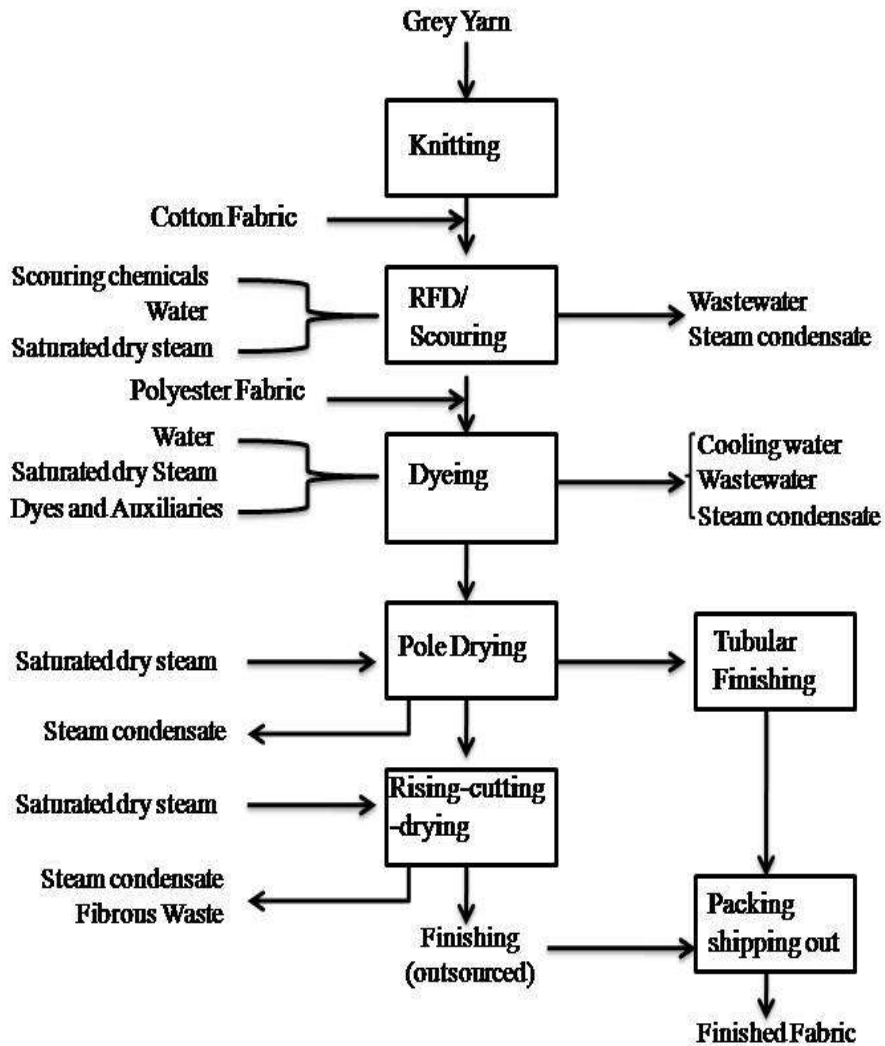 Grey Yarn
Knitting
Cotton Fabric
Scouring chemicals
Water
Saturated dry steam
RFD/
Scouring
Wastewater
Steam condensate
Polyester Fabric
Water
Saturated dry Steam
Dyes and Auxiliaries
Dyeing
Cooling water
Wastewater
Steam condensate
Saturated dry steam
Pole Drying
Tubular
Finishing
Steam condensate
Saturated dry steam
Rising-cutting
-drying
Steam condensate
Fibrous Waste
Finishing
(outsourced)
Packing
shipping out
Finished Fabric